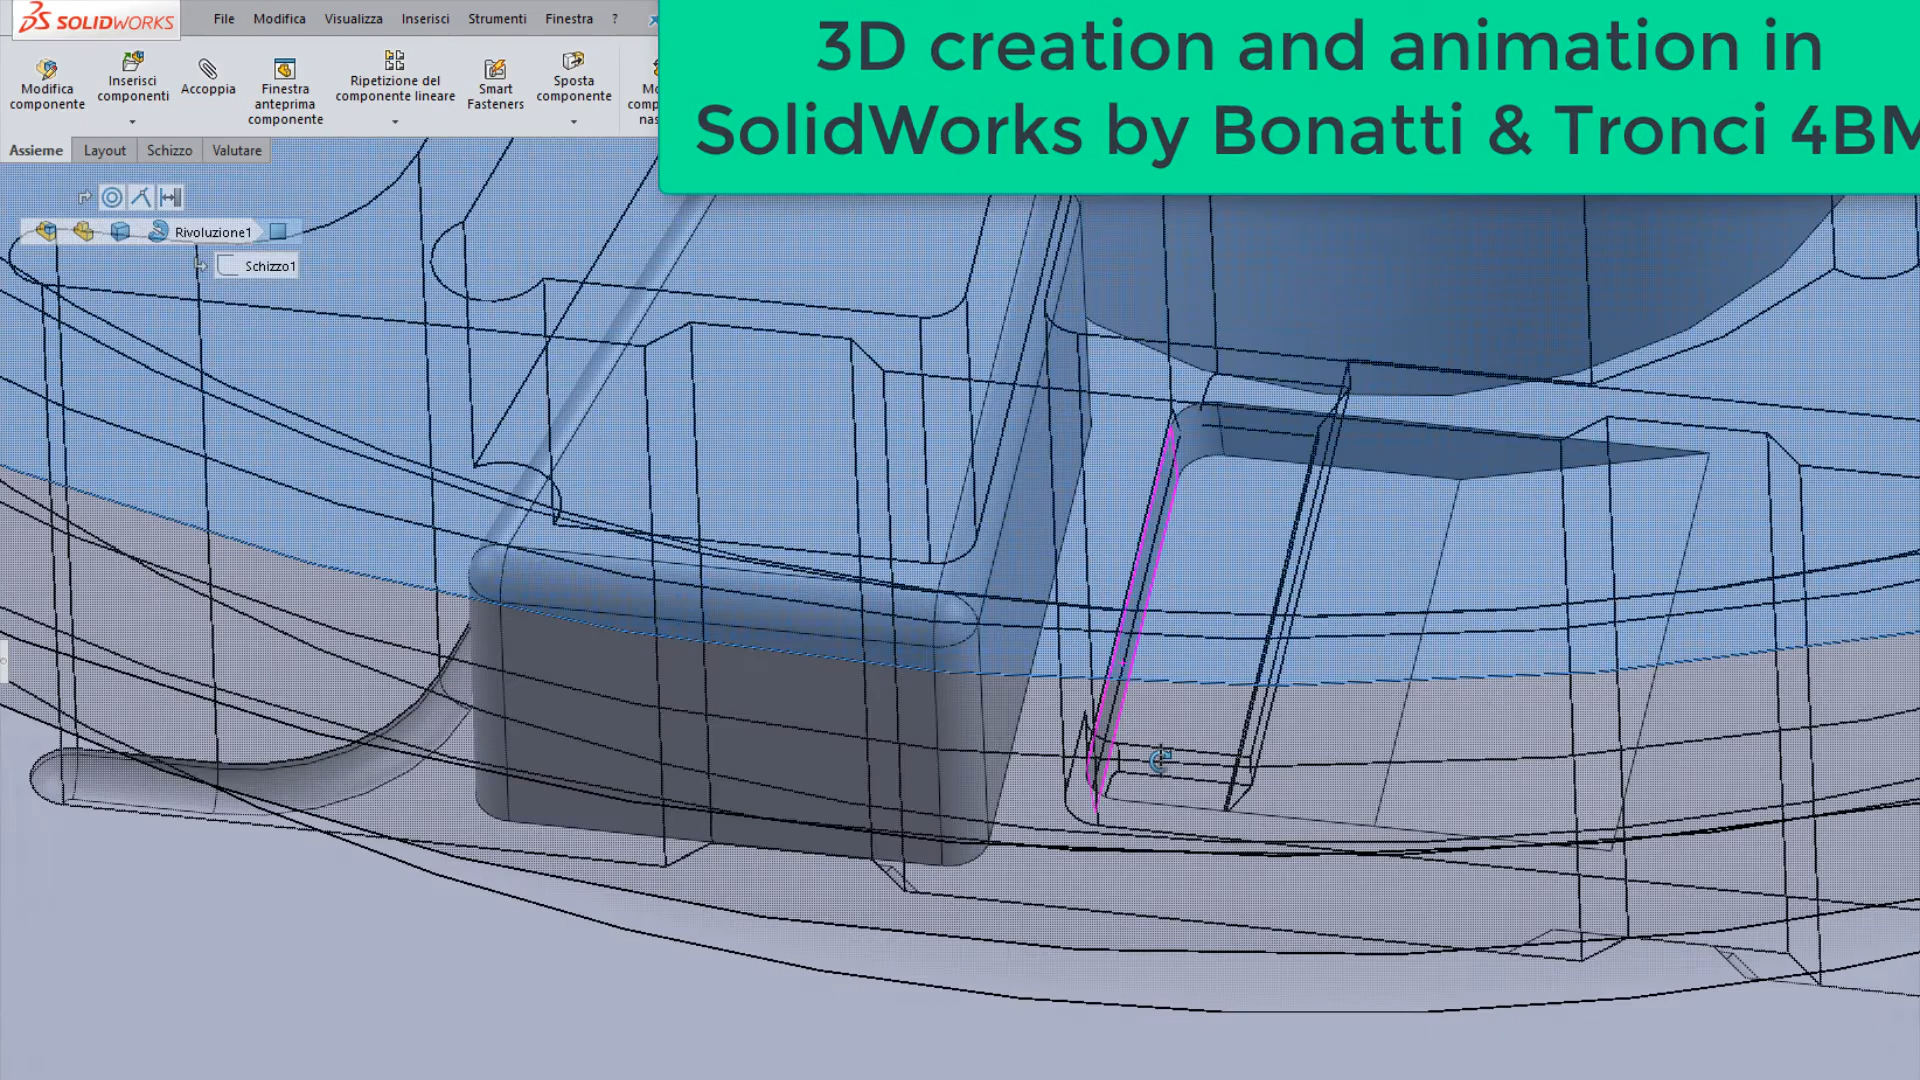 SOLIDWORKS
File Modifica Visualizza Inserisci Strumenti Finestra ?
3D creation and animation in
SolidWorks by Bonatti & Tronci 4BM
Modifica
componente
Inserisci
componenti
Accoppia
Finestra
anteprima
componente
Ripetizione del
componente lineare
Smart
Fasteners
Sposta
componente
Assieme Layout Schizzo Valutare
Rivoluzione1
Schizzo1